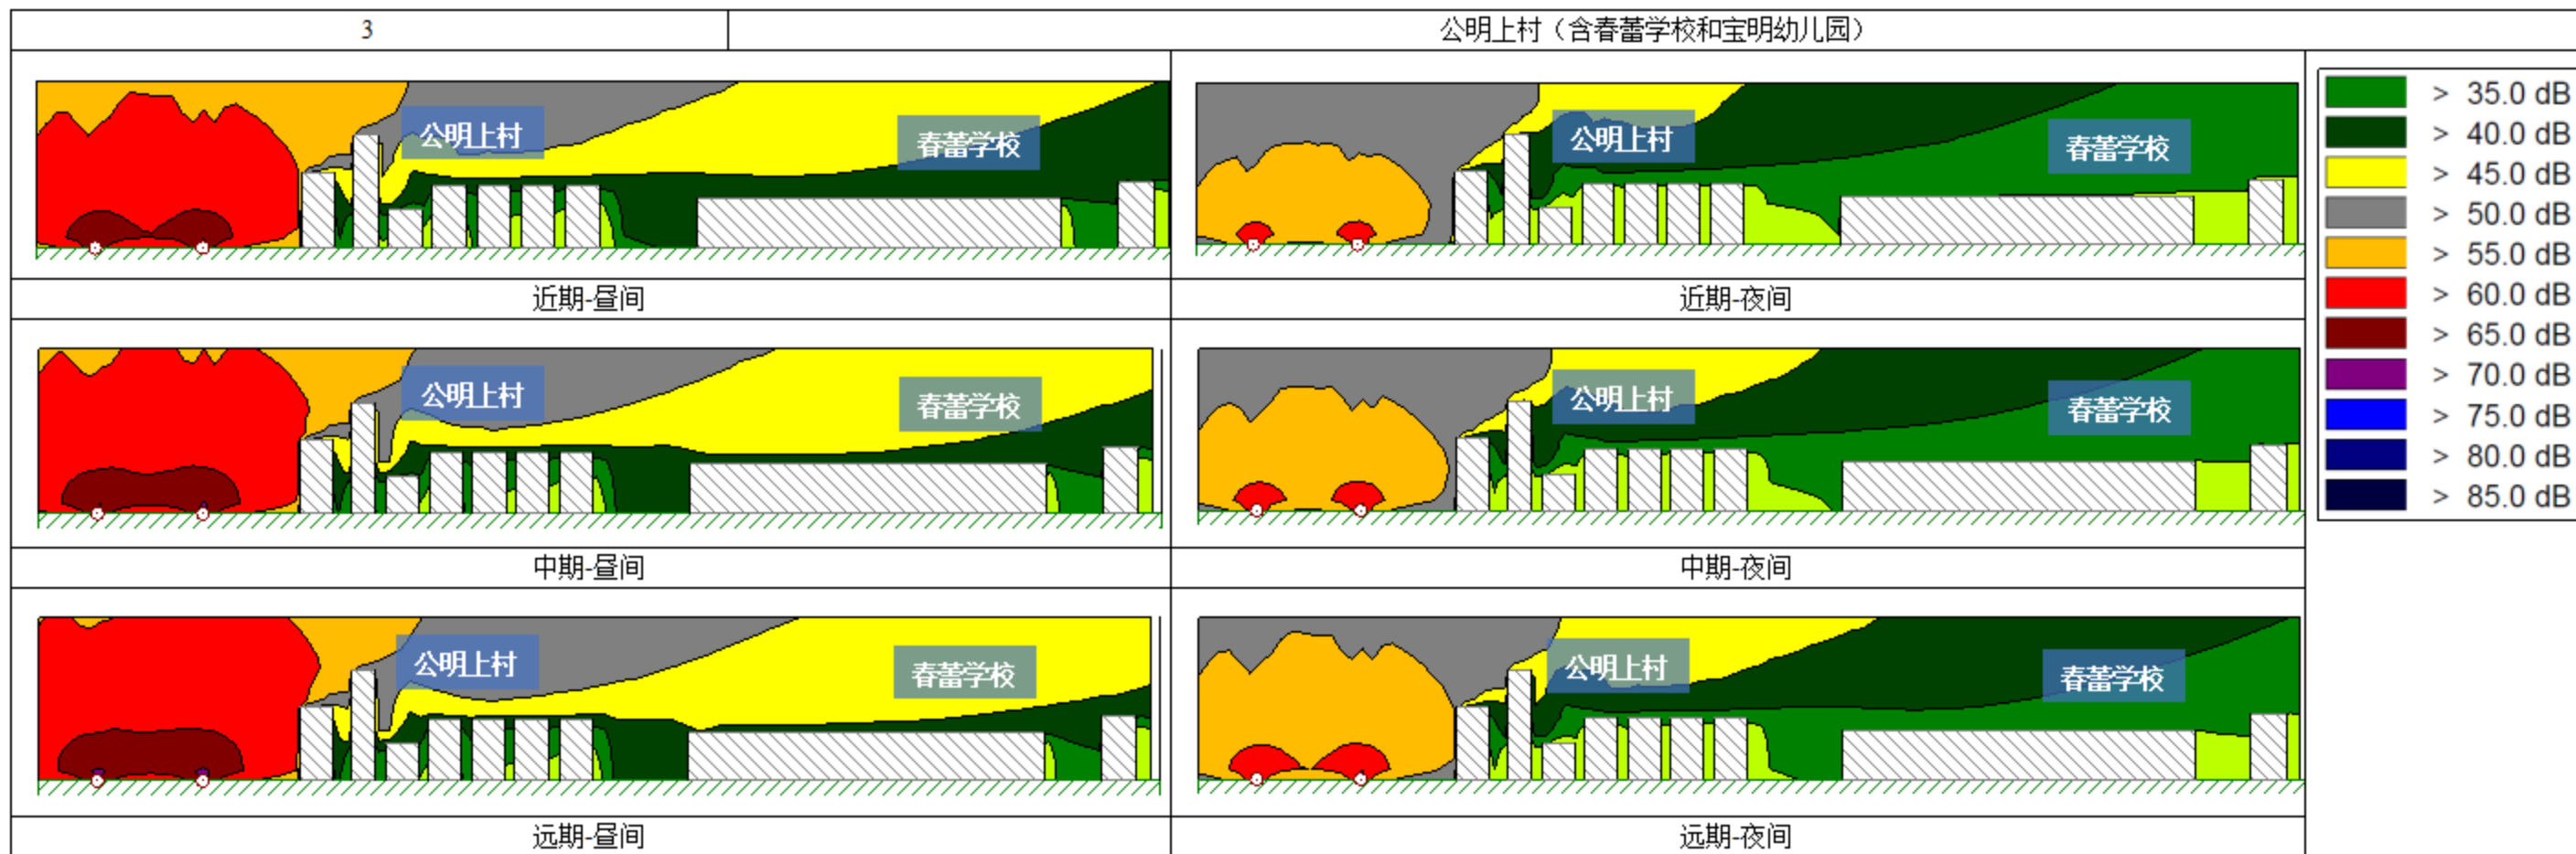 3
公明上村（含春蕾学校和宝明幼儿园）
公明上村
春蕾学校
公明上村
春蕾学校
> 35.0 dB
> 40.0 dB
> 45.0 dB
> 50.0 dB
> 55.0 dB
> 60.0 dB
> 65.0 dB
> 70.0 dB
> 75.0 dB
> 80.0 dB
> 85.0 dB
近期-昼间
近期-夜间
公明上村
春蕾学校
公明上村
春蕾学校
中期-昼间
中期-夜间
公明上村
春蕾学校
公明上村
春蕾学校
远期-昼间
远期-夜间